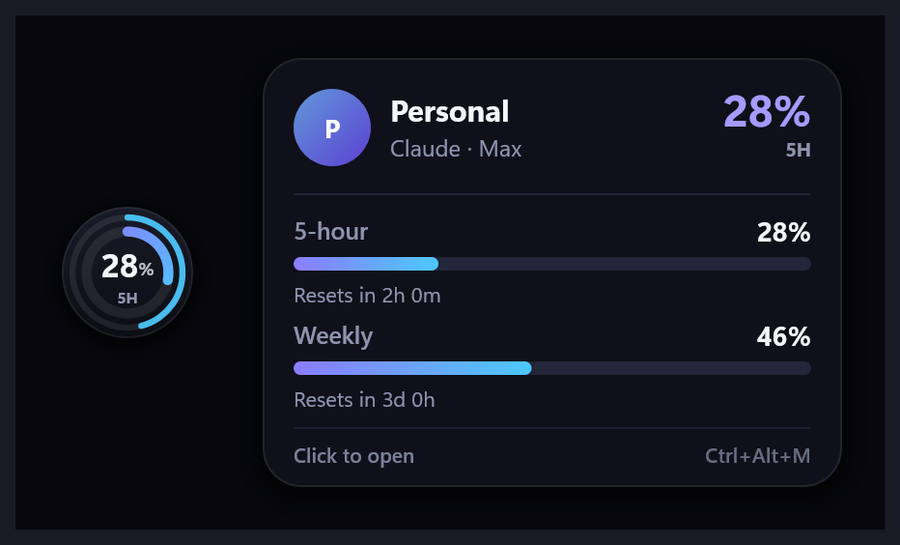 28%
5H
P
Personal
Claude · Max
28%
5H
5-hour
28%
Resets in 2h 0m
Weekly
46%
Resets in 3d 0h
Click to open
Ctrl+Alt+M